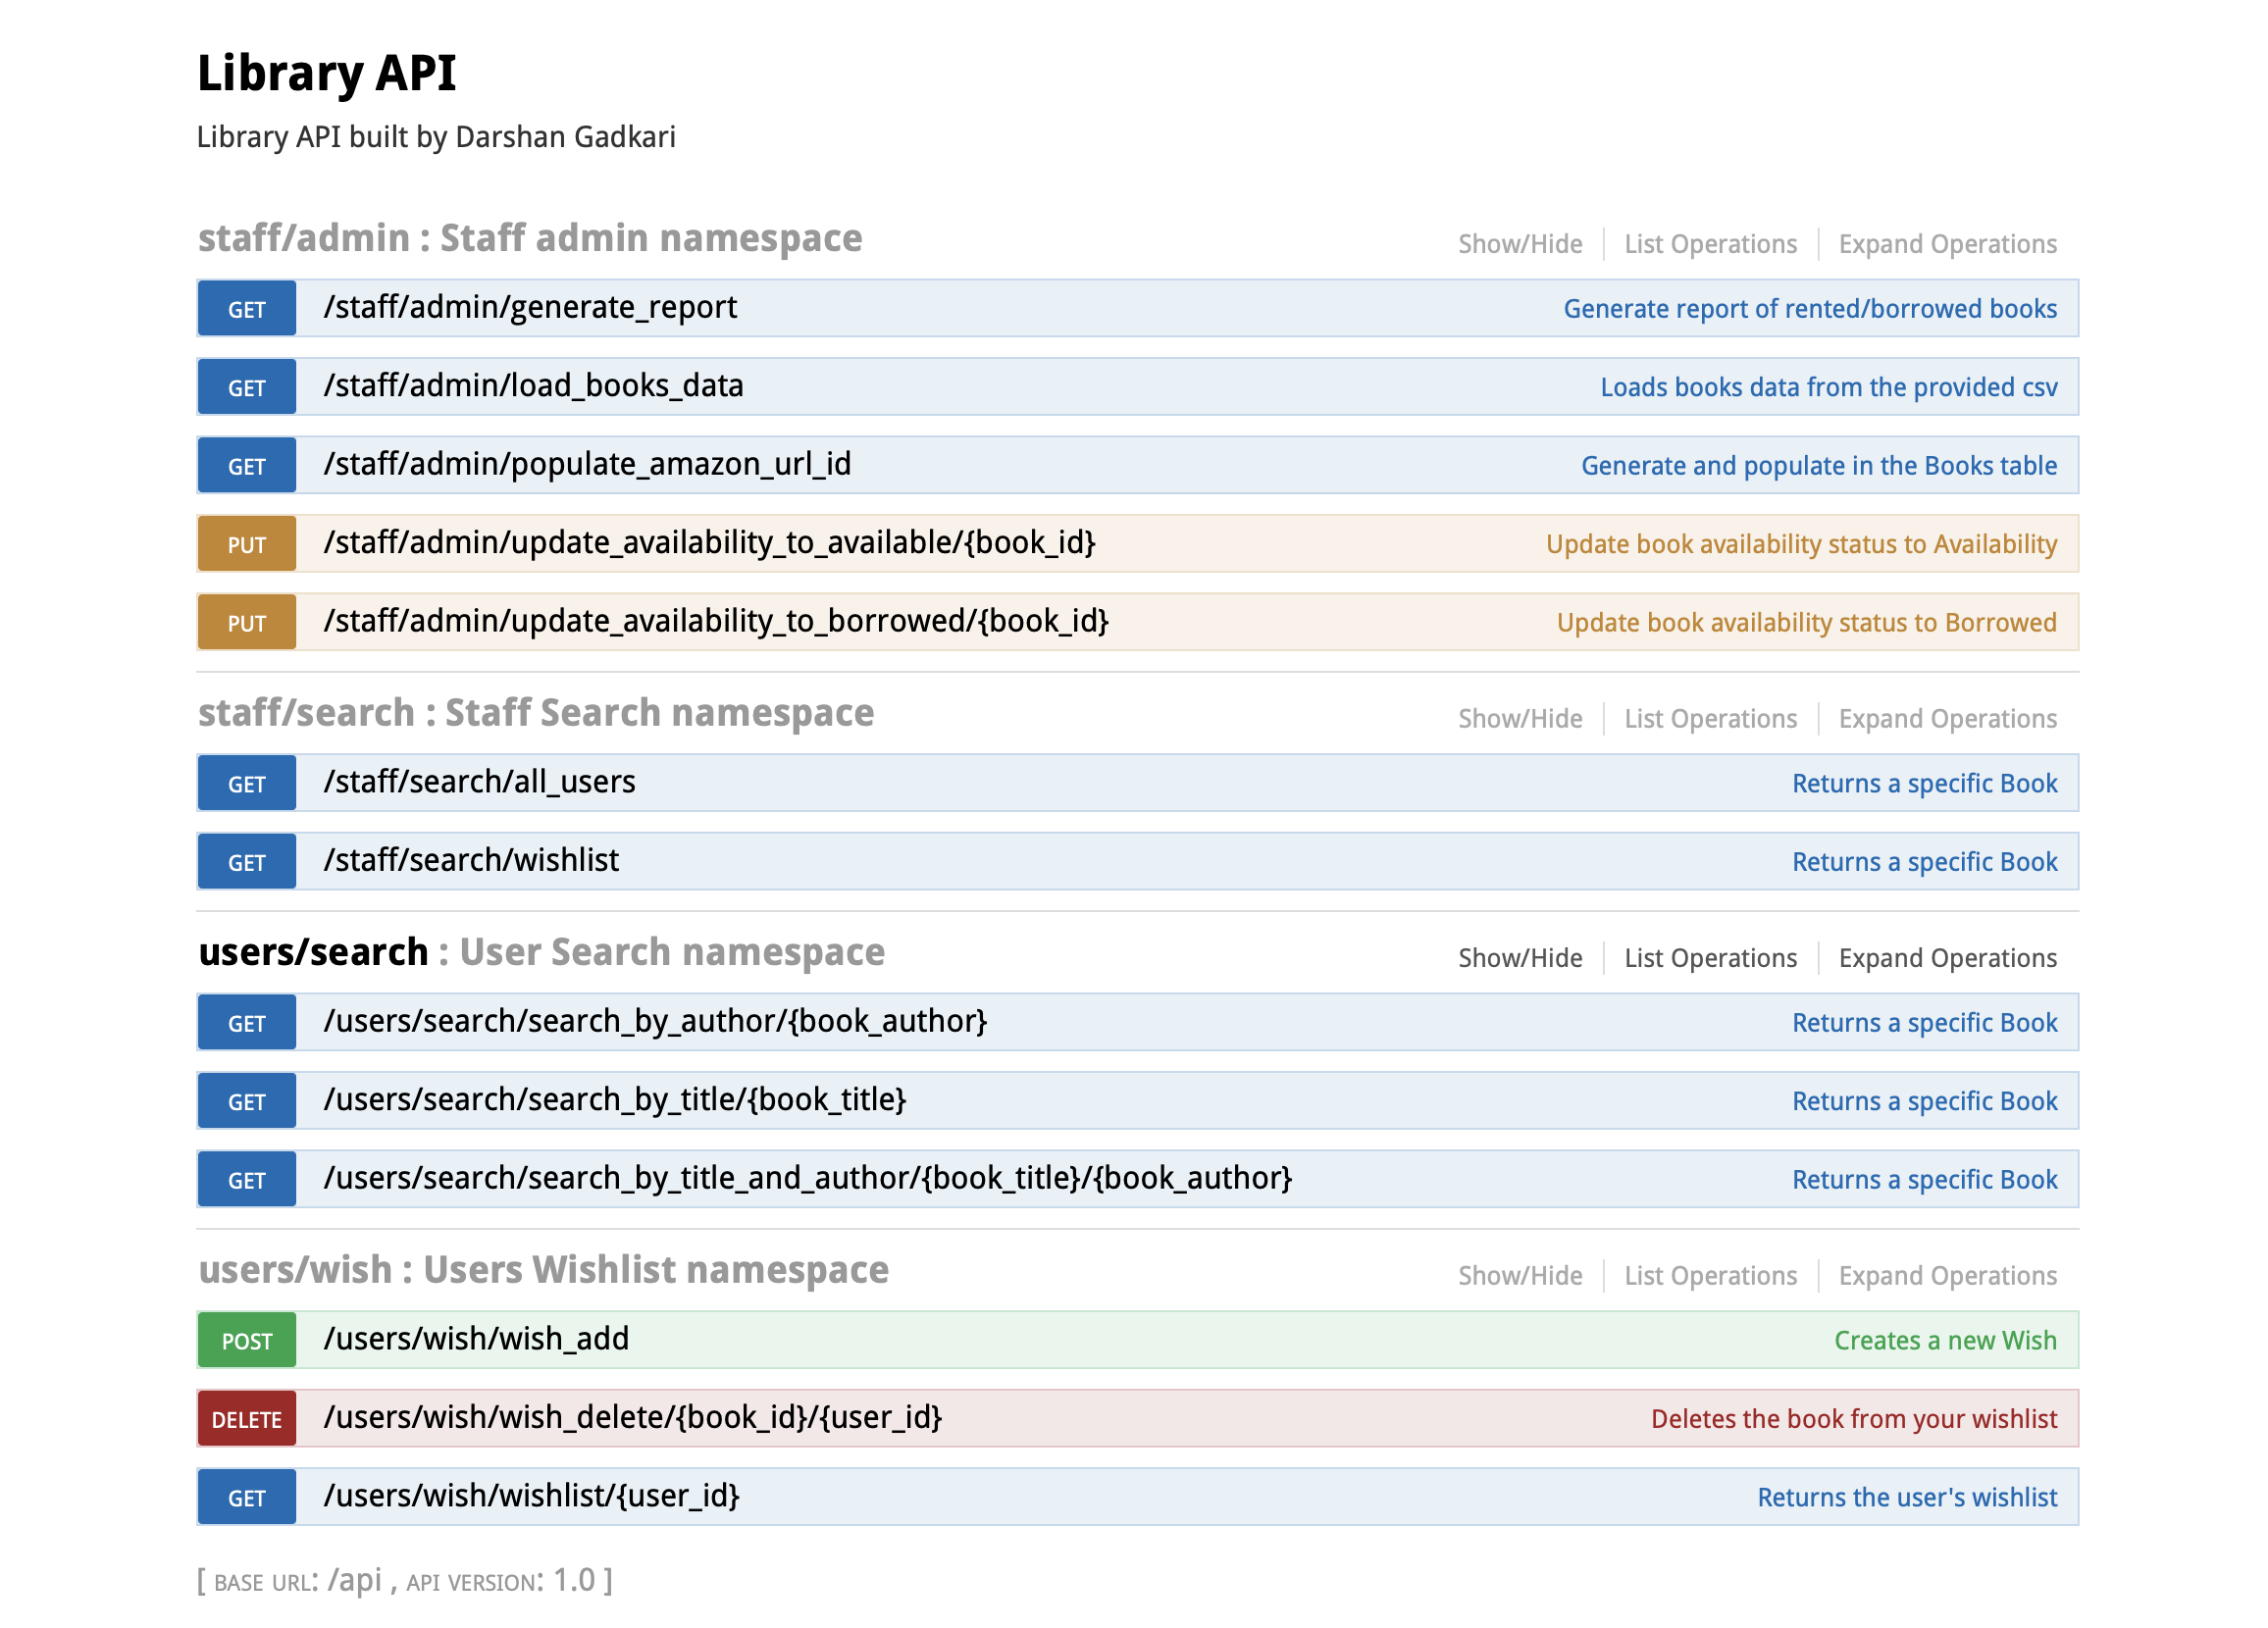 Library API
Library API built by Darshan Gadkari
staff/admin : Staff admin namespace Show/Hide List Operations Expand Operations
GET /staff/admin/generate_report Generate report of rented/borrowed books
GET /staff/admin/load_books_data Loads books data from the provided csv
GET /staff/admin/populate_amazon_url_id Generate and populate in the Books table
PUT /staff/admin/update_availability_to_available/{book_id} Update book availability status to Availability
PUT /staff/admin/update_availability_to_borrowed/{book_id} Update book availability status to Borrowed
staff/search : Staff Search namespace Show/Hide List Operations Expand Operations
GET /staff/search/all_users Returns a specific Book
GET /staff/search/wishlist Returns a specific Book
users/search : User Search namespace Show/Hide List Operations Expand Operations
GET /users/search/search_by_author/{book_author} Returns a specific Book
GET /users/search/search_by_title/{book_title} Returns a specific Book
GET /users/search/search_by_title_and_author/{book_title}/{book_author} Returns a specific Book
users/wish : Users Wishlist namespace Show/Hide List Operations Expand Operations
POST /users/wish/wish_add Creates a new Wish
DELETE /users/wish/wish_delete/{book_id}/{user_id} Deletes the book from your wishlist
GET /users/wish/wishlist/{user_id} Returns the user's wishlist
[ BASE URL: /api , API VERSION: 1.0 ]